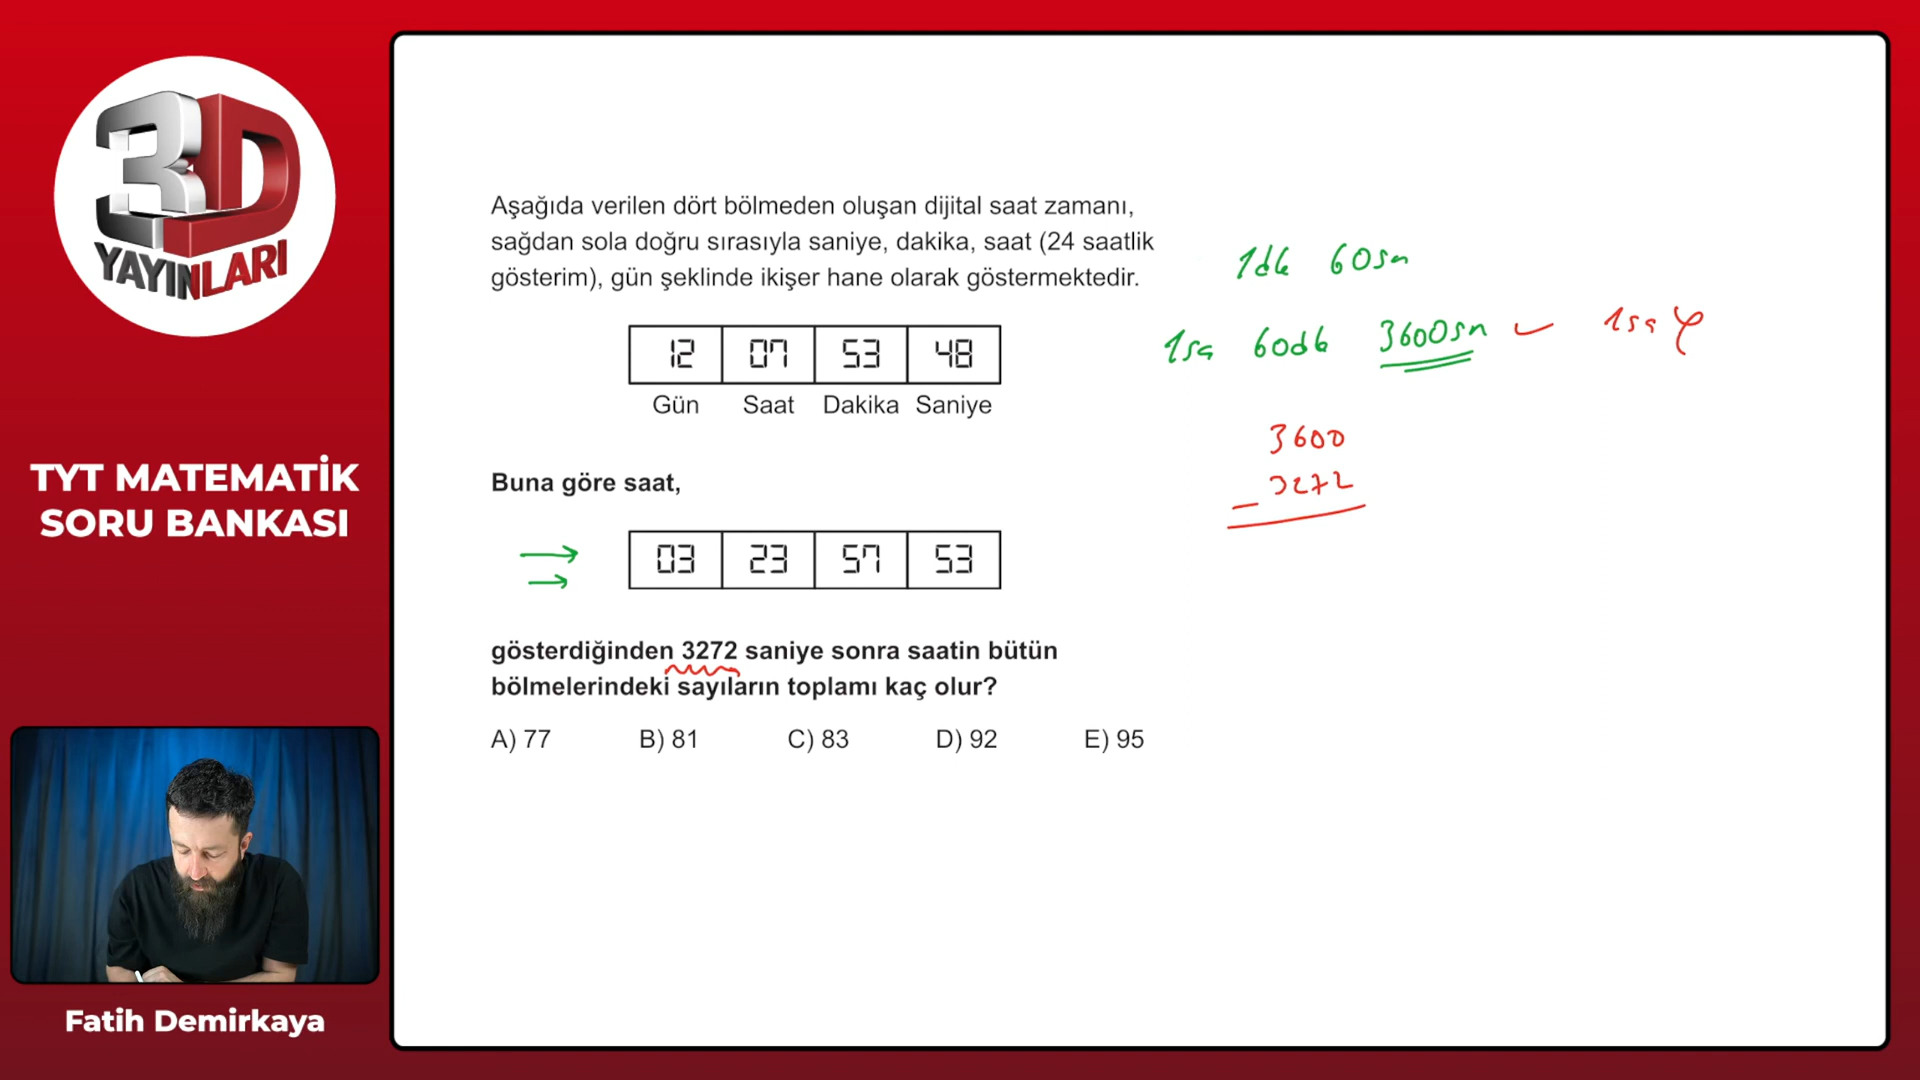 3D
YAYINLARI
TYT MATEMATİK
SORU BANKASI
Fatih Demirkaya
Aşağıda verilen dört bölmeden oluşan dijital saat zamanı,
sağdan sola doğru sırasıyla saniye, dakika, saat (24 saatlik
gösterim), gün şeklinde ikişer hane olarak göstermektedir.
12 07 53 48
Gün Saat Dakika Saniye
Buna göre saat,
03 23 57 53
gösterdiğinden 3272 saniye sonra saatin bütün
bölmelerindeki sayıların toplamı kaç olur?
A) 77 B) 81 C) 83 D) 92 E) 95
1dk 60sn
1sa 60dk 3600sn 1sa
3600
- 3272